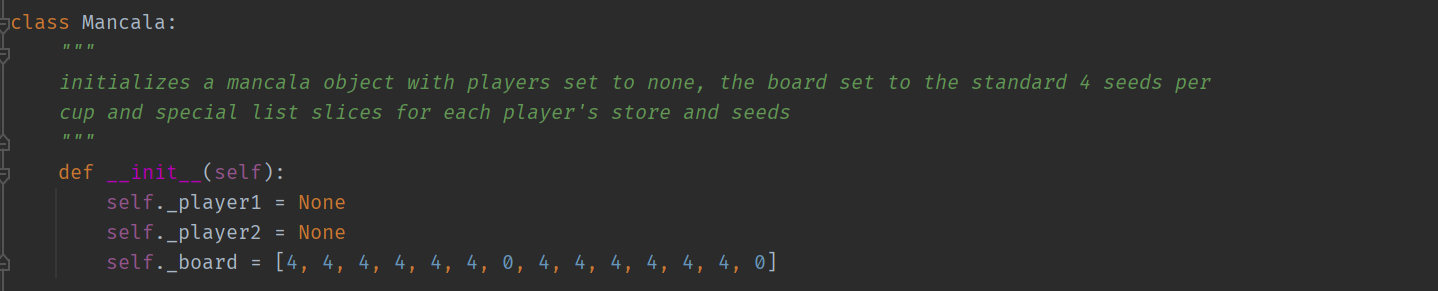 class Mancala:
    """
    initializes a mancala object with players set to none, the board set to the standard 4 seeds per
    cup and special list slices for each player's store and seeds
    """
    def __init__(self):
        self._player1 = None
        self._player2 = None
        self._board = [4, 4, 4, 4, 4, 4, 0, 4, 4, 4, 4, 4, 4, 0]